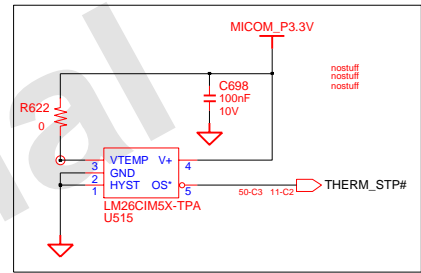 MICOM_P3.3V
nostuff
nostuff
nostuff
C698
100nF
10V
R622
0
VTEMP V+
3 4
GND
2
HYST OS*
1 5
50-C3 11-C2
THERM_STP#
LM26CIM5X-TPA
U515